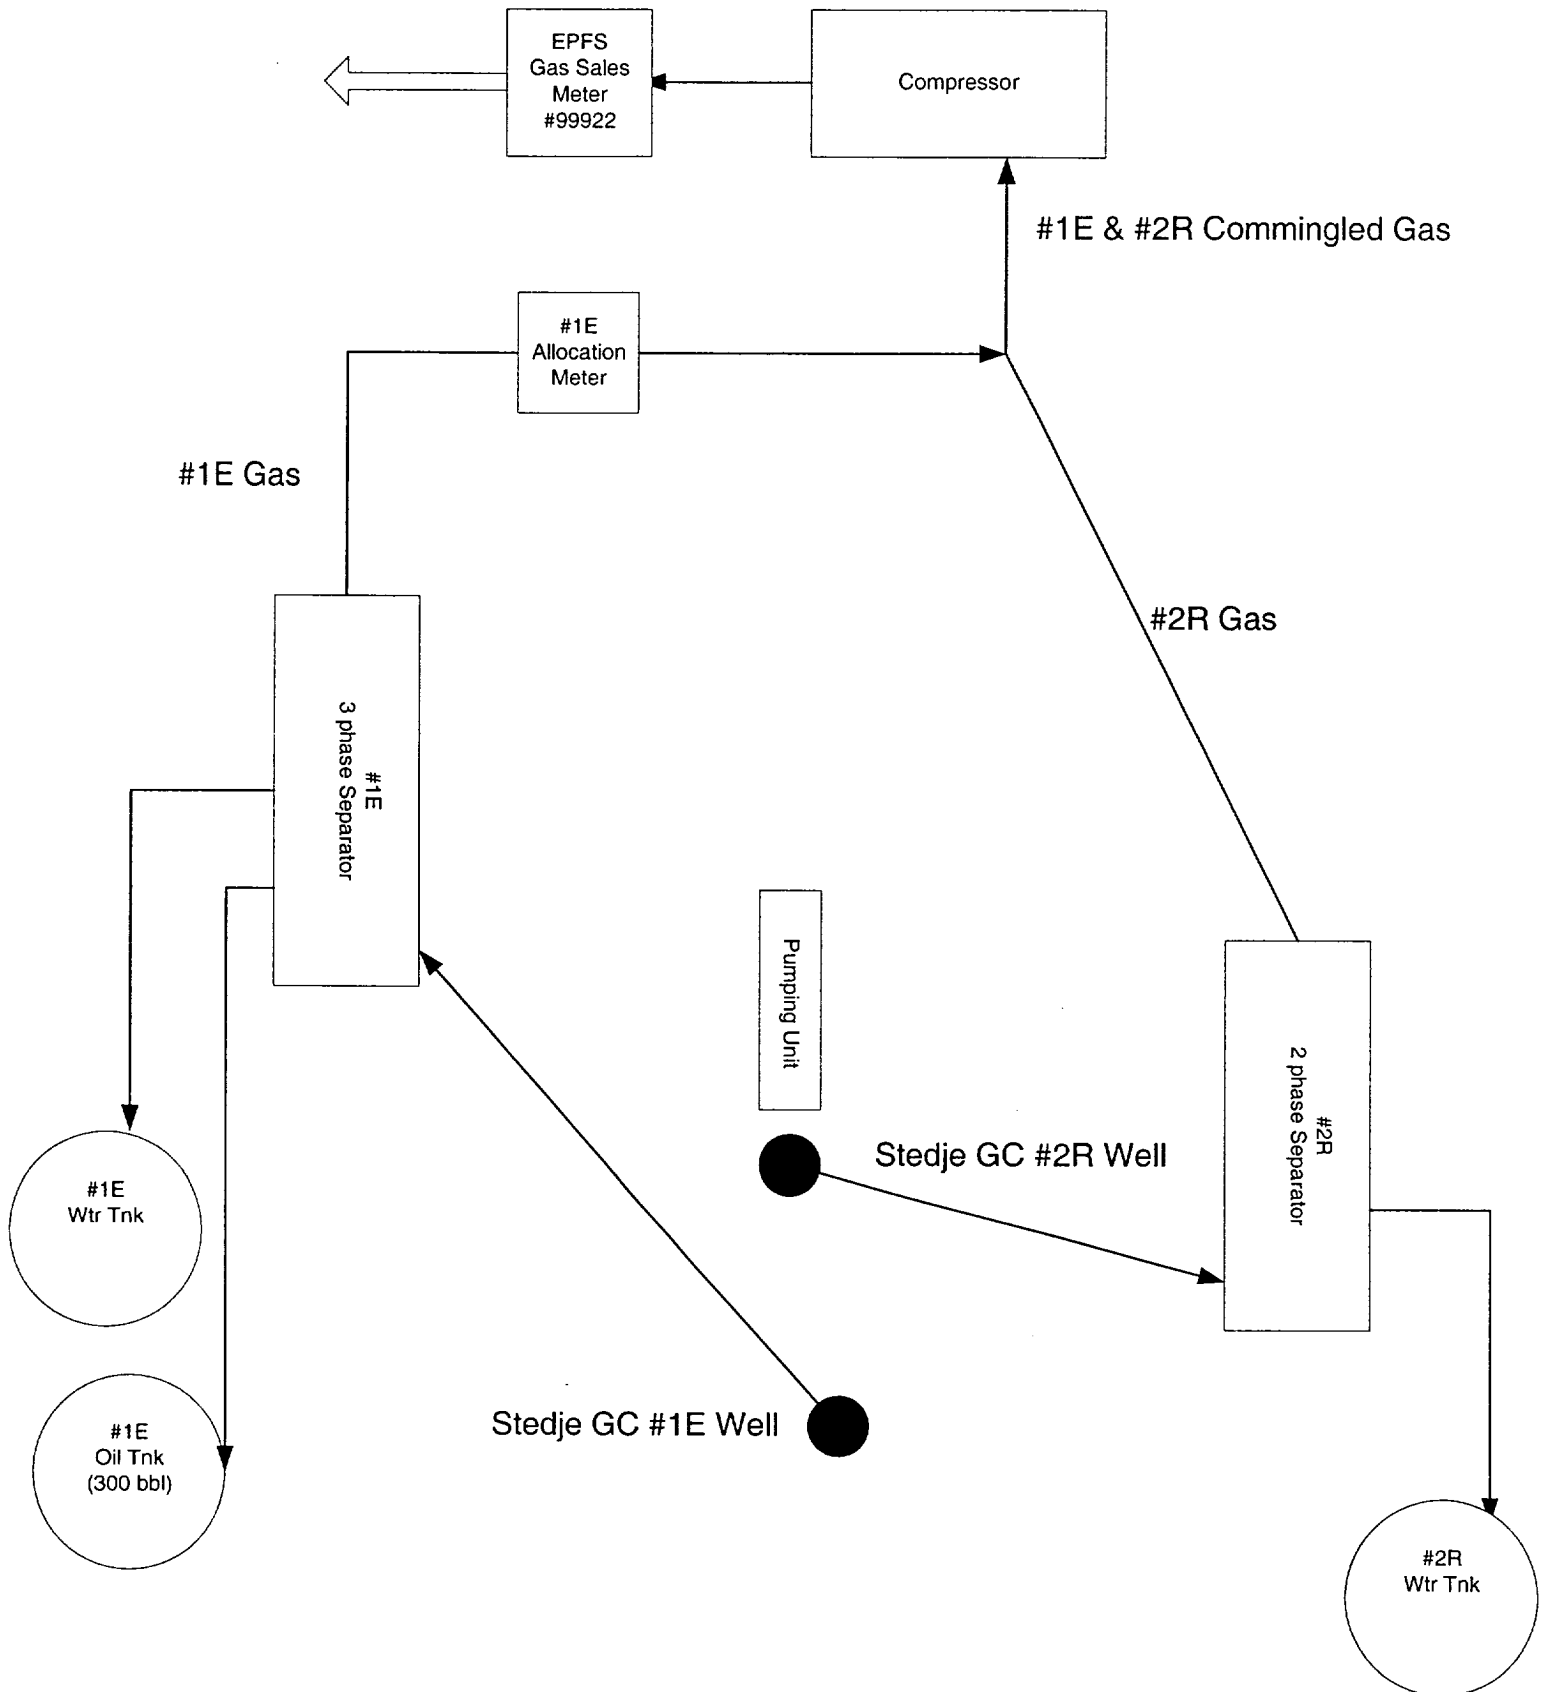 EPFS
Gas Sales
Meter
#99922
Compressor
#1E & #2R Commingled Gas
#1E
Allocation
Meter
#1E Gas
#2R Gas
#1E
3 phase Separator
Pumping Unit
#2R
2 phase Separator
Stedje GC #2R Well
#1E
Wtr Tnk
Stedje GC #1E Well
#1E
Oil Tnk
(300 bbl)
#2R
Wtr Tnk